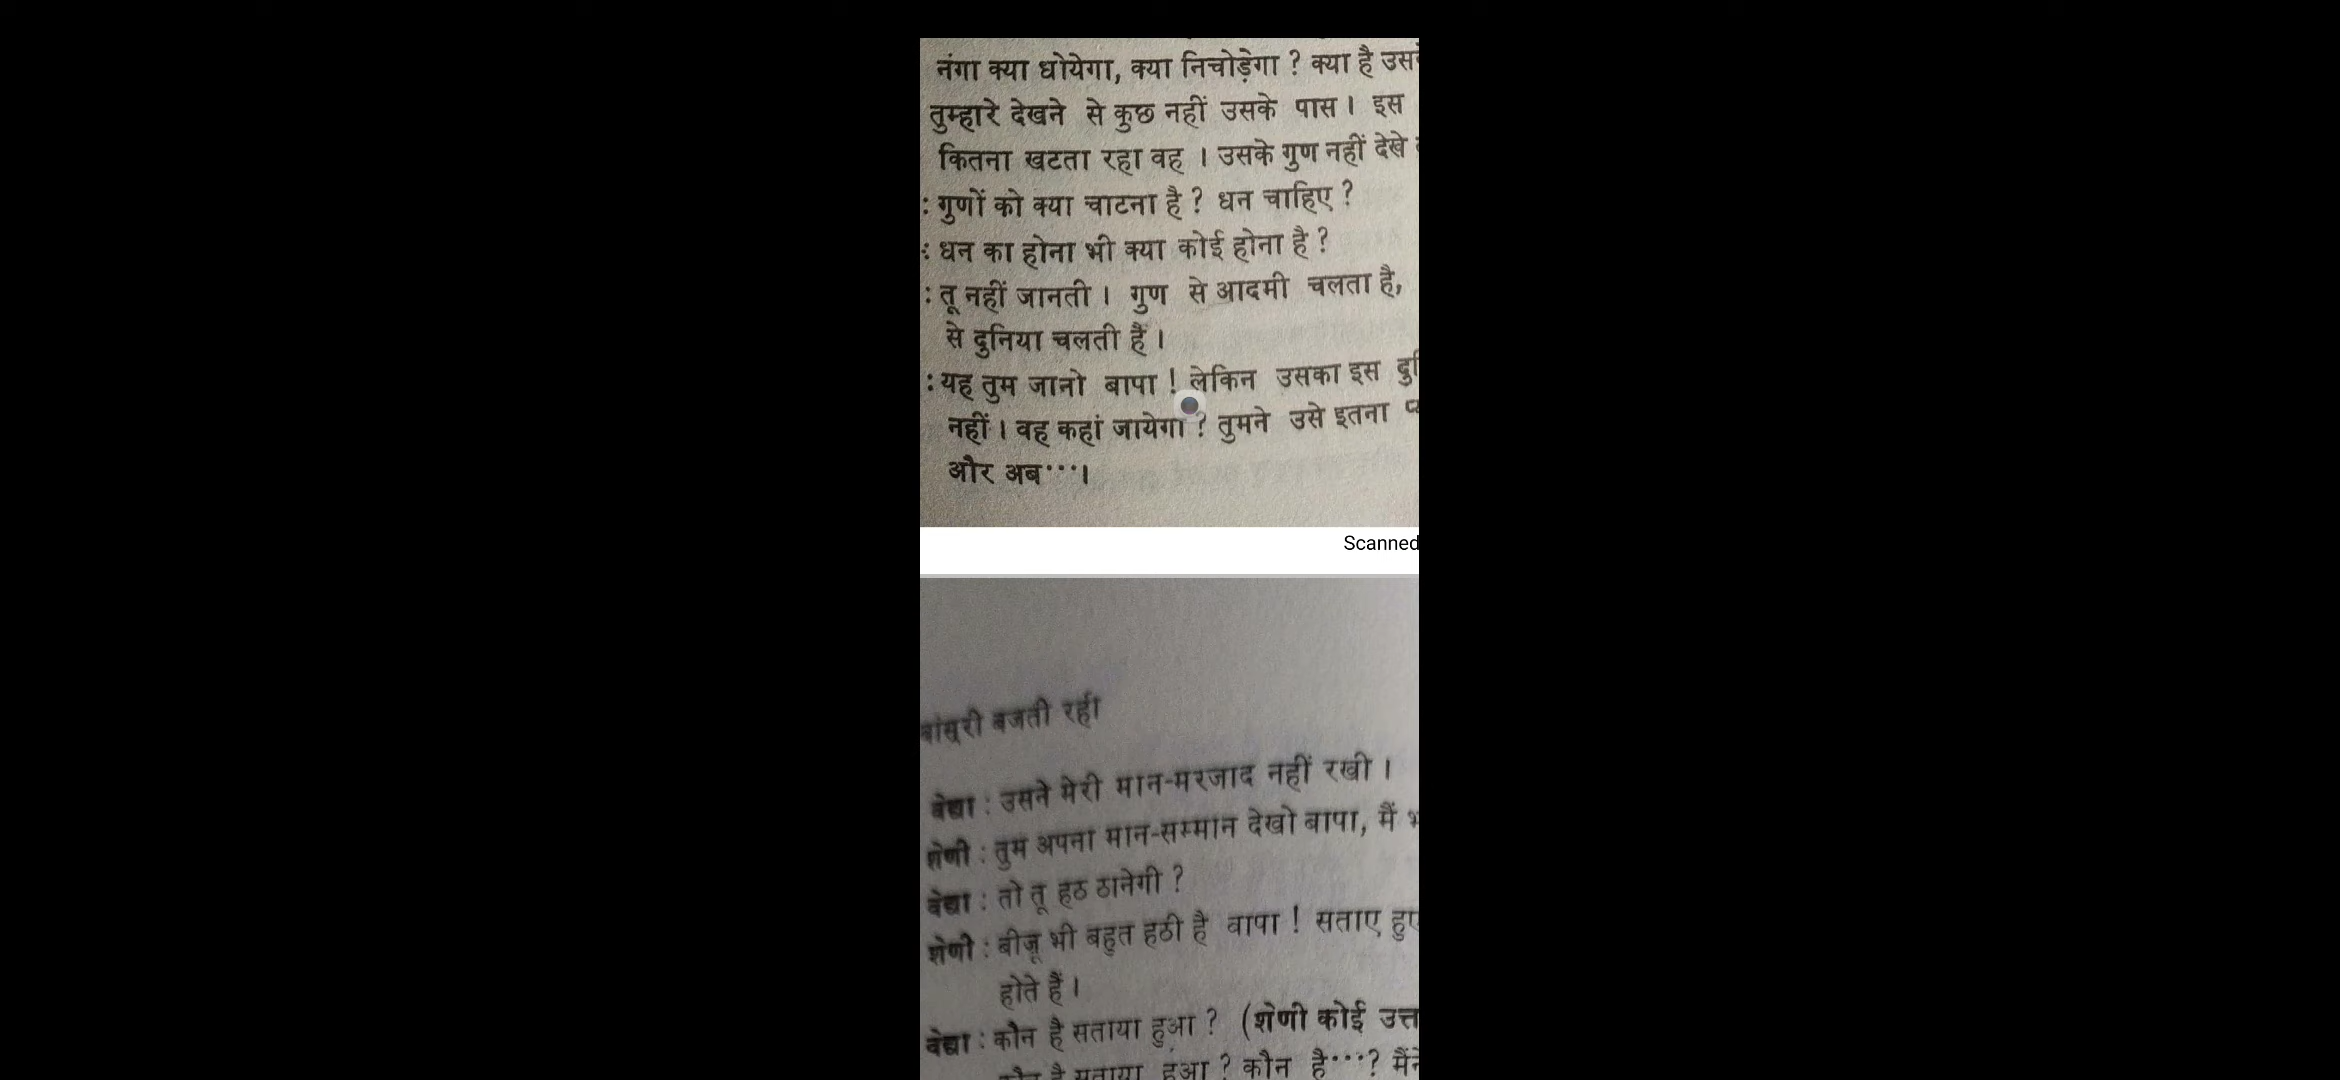 नंगा क्या धोयेगा, क्या निचोड़ेगा ? क्या है
तुम्हारे देखने से कुछ नहीं उसके पास । इस
कितना खटता रहा वह । उसके गुण नहीं देखे
: गुणों को क्या चाटना है ? धन चाहिए ?
: धन का होना भी क्या कोई होना है ?
: तू नहीं जानती । गुण से आदमी चलता है,
से दुनिया चलती हैं ।
: यह तुम जानो बापा ! लेकिन उसका इस
नहीं । वह कहां जायेगा ? तुमने उसे इतना
और अब···।
Scanned
बांसुरी बजती रही
वेद्या : उसने मेरी मान-मरजाद नहीं रखी ।
शेणी : तुम अपना मान-सम्मान देखो बापा, मैं
वेद्या : तो तू हठ ठानेगी ?
शेणी : बीजू भी बहुत हठी है बापा ! सताए
होते हैं ।
वेद्या : कौन है सताया हुआ ? (शेणी कोई
कौन है सताया हुआ ? कौन है···?